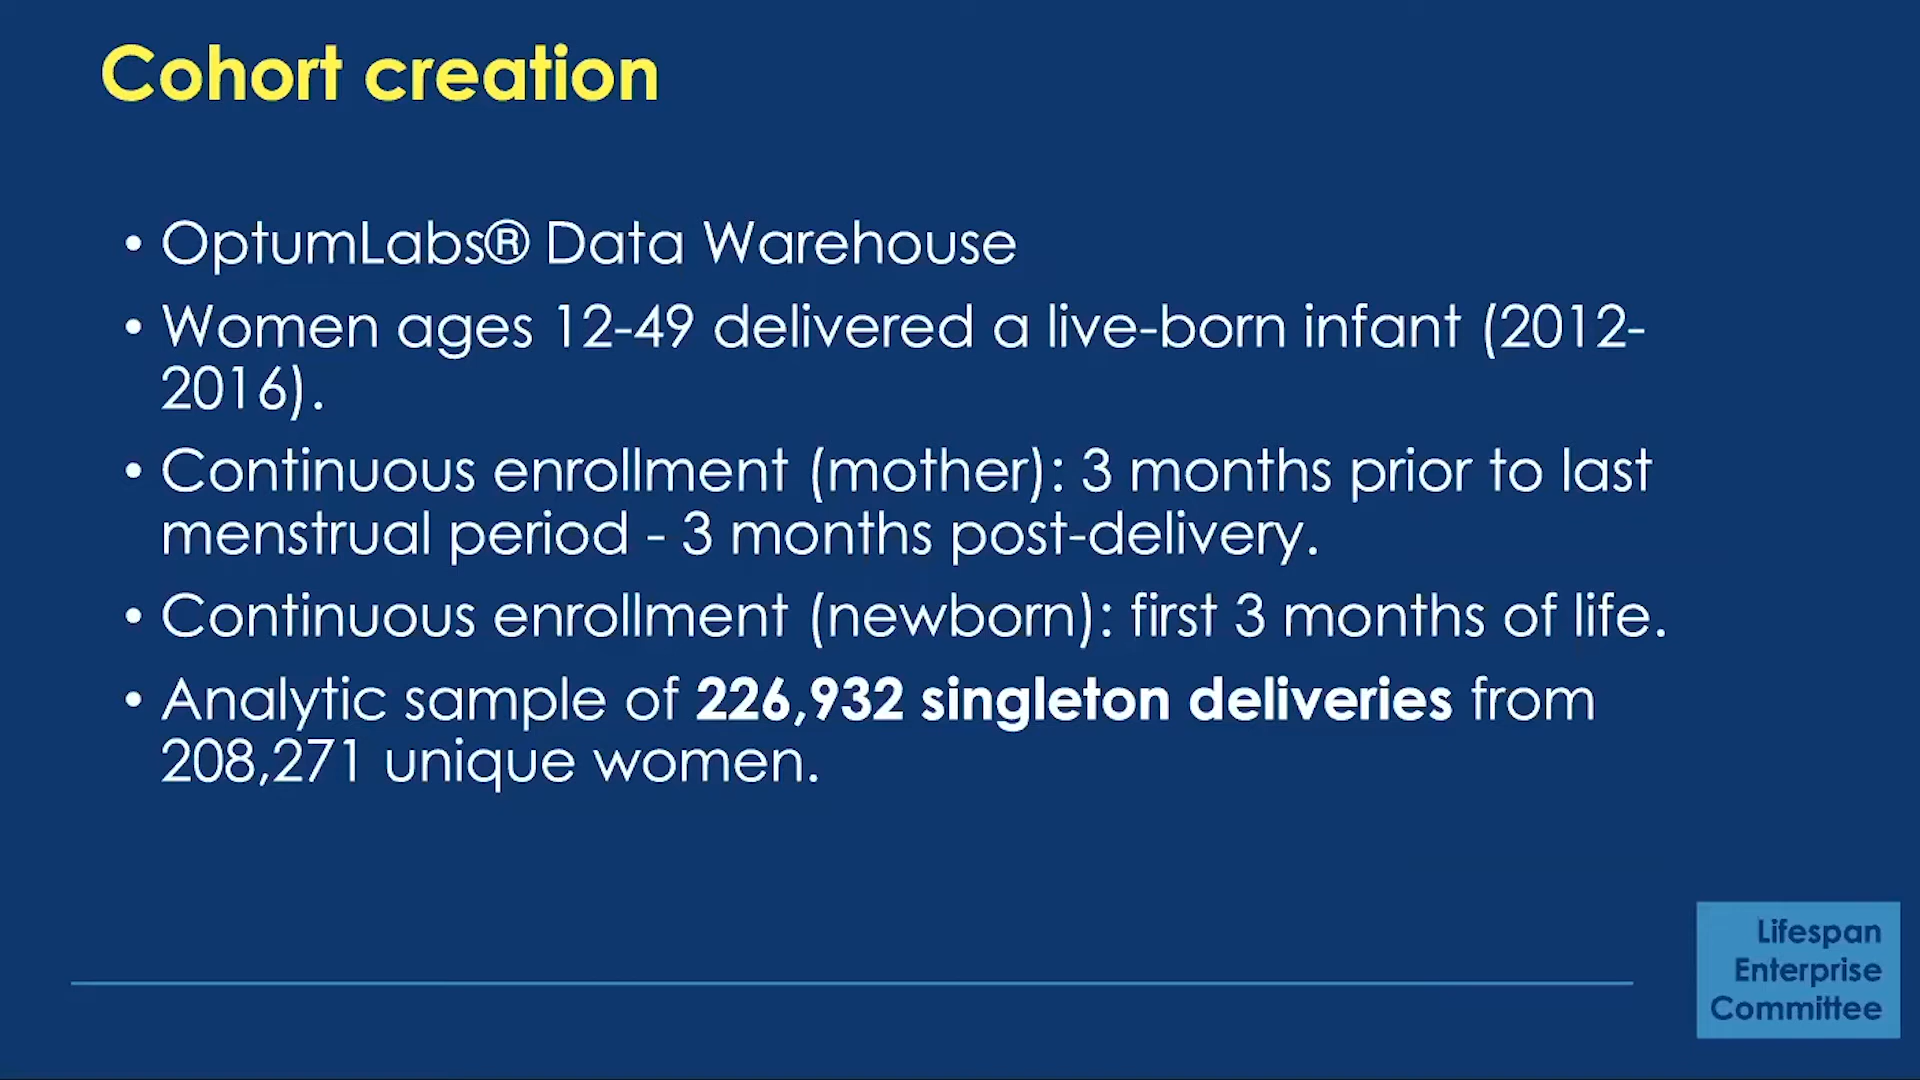 Cohort creation
• OptumLabs® Data Warehouse
• Women ages 12-49 delivered a live-born infant (2012-
2016).
• Continuous enrollment (mother): 3 months prior to last
menstrual period - 3 months post-delivery.
• Continuous enrollment (newborn): first 3 months of life.
• Analytic sample of 226,932 singleton deliveries from
208,271 unique women.
Lifespan
Enterprise
Committee